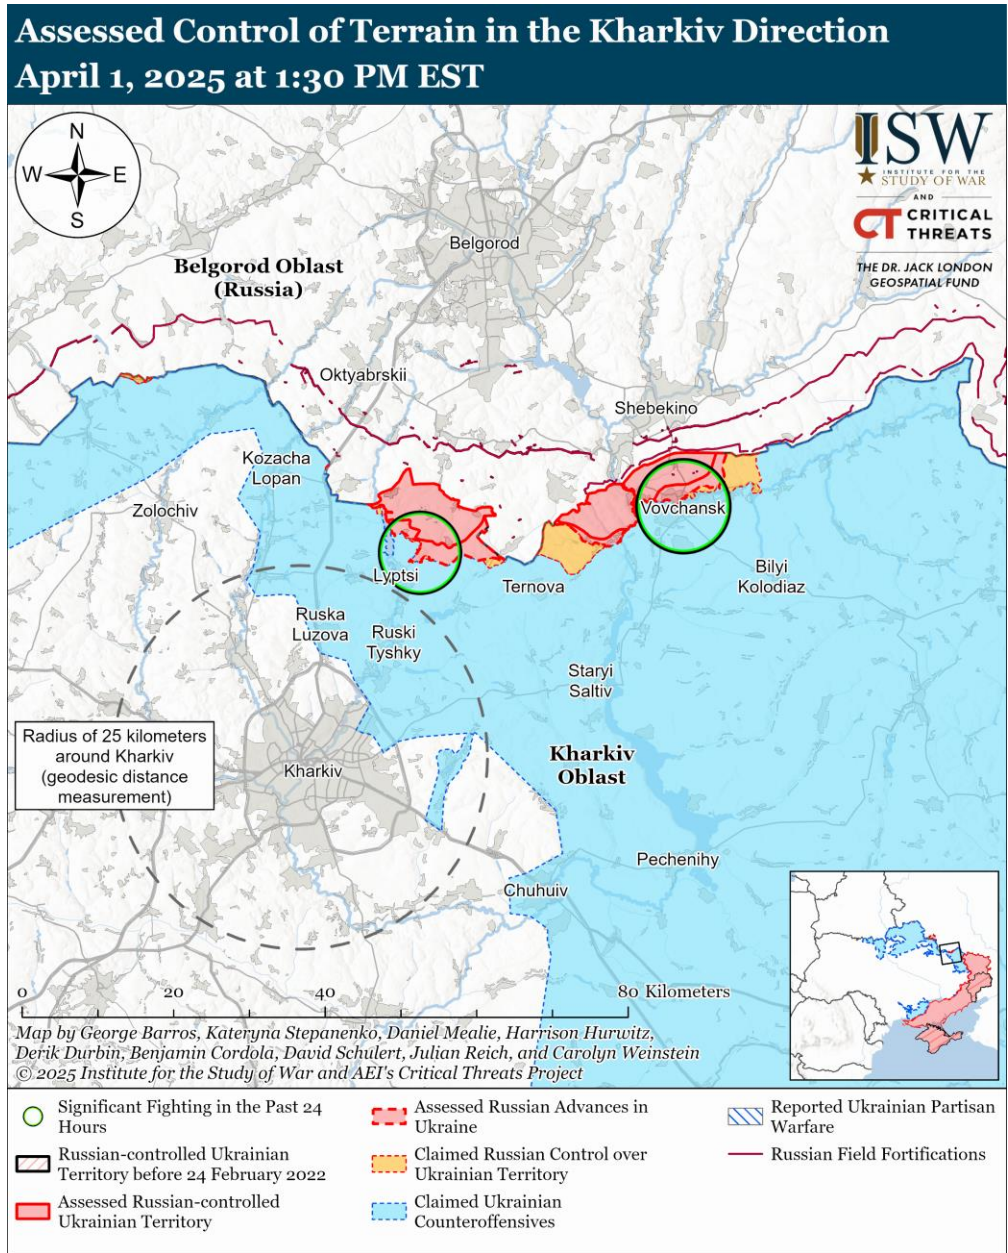 Assessed Control of Terrain in the Kharkiv Direction
April 1, 2025 at 1:30 PM EST
N
W
E
S
ISW
INSTITUTE FOR THE
STUDY OF WAR
AND
CT CRITICAL
THREATS
THE DR. JACK LONDON
GEOSPATIAL FUND
Belgorod
Belgorod Oblast
(Russia)
Oktyabrskii
Shebekino
Kozacha
Lopan
Zolochiv
Vovchansk
Lyptsi
Ternova
Bilyi
Kolodiaz
Ruska
Luzova
Ruski
Tyshky
Staryi
Saltiv
Radius of 25 kilometers
around Kharkiv
(geodesic distance
measurement)
Kharkiv
Kharkiv
Oblast
Pechenihy
Chuhuiv
0
20
40
80 Kilometers
Map by George Barros, Kateryna Stepanenko, Daniel Mealie, Harrison Hurwitz,
Derik Durbin, Benjamin Cordola, David Schulert, Julian Reich, and Carolyn Weinstein
© 2025 Institute for the Study of War and AEI's Critical Threats Project
Significant Fighting in the Past 24
Hours
Russian-controlled Ukrainian
Territory before 24 February 2022
Assessed Russian-controlled
Ukrainian Territory
Assessed Russian Advances in
Ukraine
Claimed Russian Control over
Ukrainian Territory
Claimed Ukrainian
Counteroffensives
Reported Ukrainian Partisan
Warfare
Russian Field Fortifications